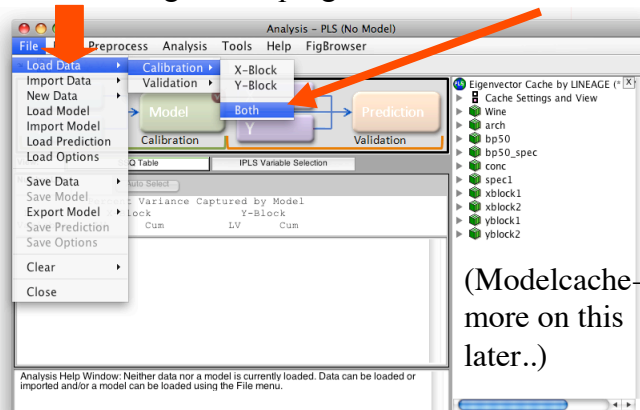 Analysis - PLS (No Model)
File Preprocess Analysis Tools Help FigBrowser
Load Data
Import Data
New Data
Load Model
Import Model
Load Prediction
Load Options
Save Data
Save Model
Export Model
Save Prediction
Save Options
Clear
Close
Calibration
Validation
X-Block
Y-Block
Both
Model
Y
Prediction
Calibration
Validation
Q Table
IPLS Variable Selection
Auto Select
t Variance Captured by Model
lock Y-Block
Cum LV Cum
Analysis Help Window: Neither data nor a model is currently loaded. Data can be loaded or
imported and/or a model can be loaded using the File menu.
Eigenvector Cache by LINEAGE (*
X
Cache Settings and View
Wine
arch
bp50
bp50_spec
conc
spec1
xblock1
xblock2
yblock1
yblock2
(Modelcache-
more on this
later..)